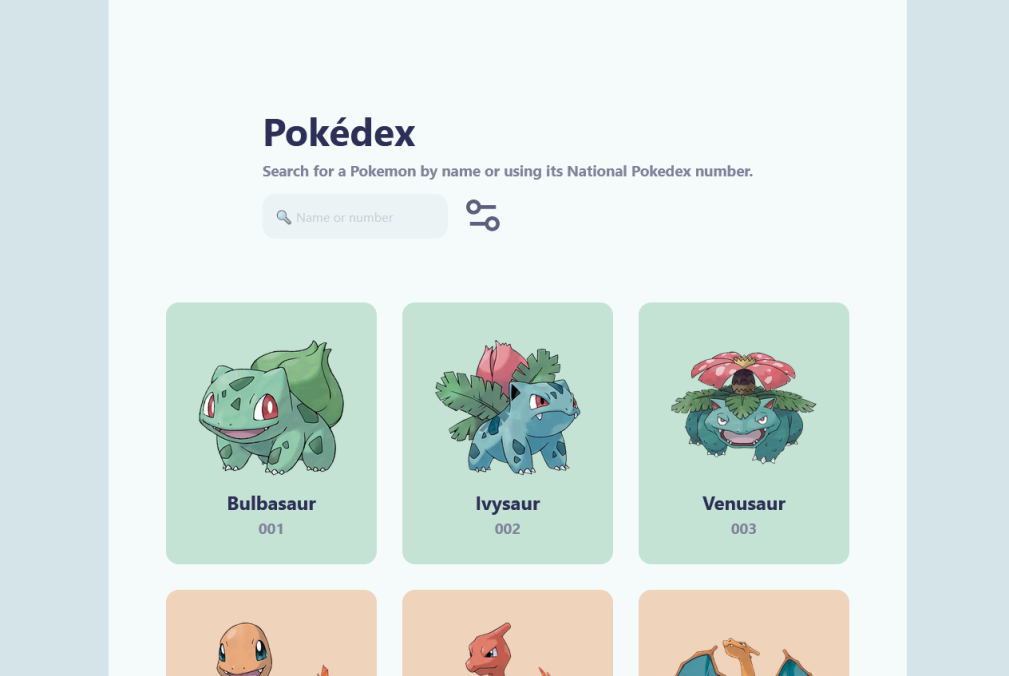 Pokédex
Search for a Pokemon by name or using its National Pokedex number.
Name or number
Bulbasaur
001
Ivysaur
002
Venusaur
003